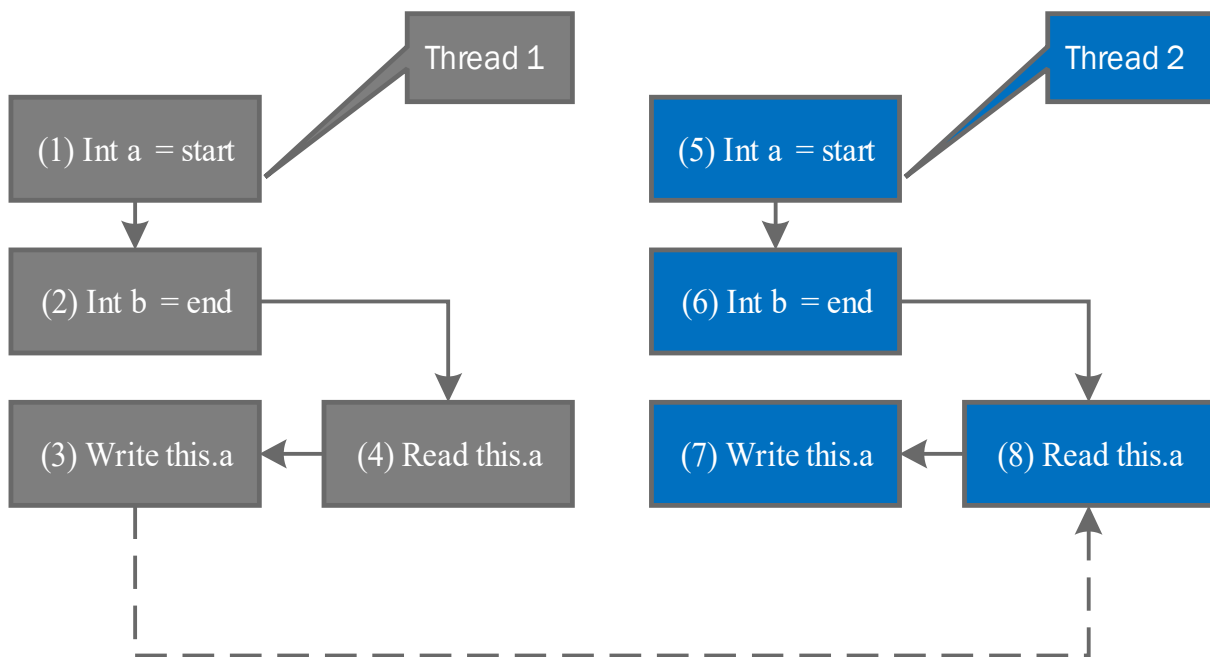 Thread 1
Thread 2
(1) Int a = start
(5) Int a = start
(2) Int b = end
(6) Int b = end
(3) Write this.a
(4) Read this.a
(7) Write this.a
(8) Read this.a